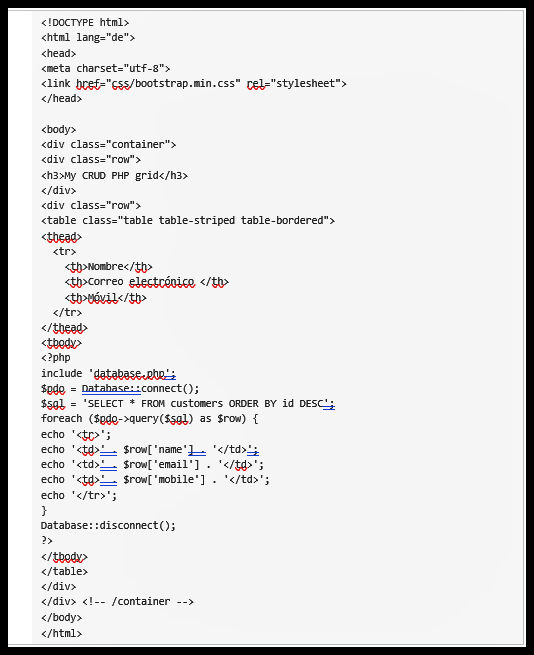 <!DOCTYPE html>
<html lang="de">
<head>
<meta charset="utf-8">
<link href="css/bootstrap.min.css" rel="stylesheet">
</head>

<body>
<div class="container">
<div class="row">
<h3>My CRUD PHP grid</h3>
</div>
<div class="row">
<table class="table table-striped table-bordered">
<thead>
  <tr>
    <th>Nombre</th>
    <th>Correo electrónico </th>
    <th>Móvil</th>
  </tr>
</thead>
<tbody>
<?php
include 'database.php';
$pdo = Database::connect();
$sql = 'SELECT * FROM customers ORDER BY id DESC';
foreach ($pdo->query($sql) as $row) {
echo '<tr>';
echo '<td>' . $row['name'] . '</td>';
echo '<td>' . $row['email'] . '</td>';
echo '<td>' . $row['mobile'] . '</td>';
echo '</tr>';
}
Database::disconnect();
?>
</tbody>
</table>
</div>
</div> <!-- /container -->
</body>
</html>